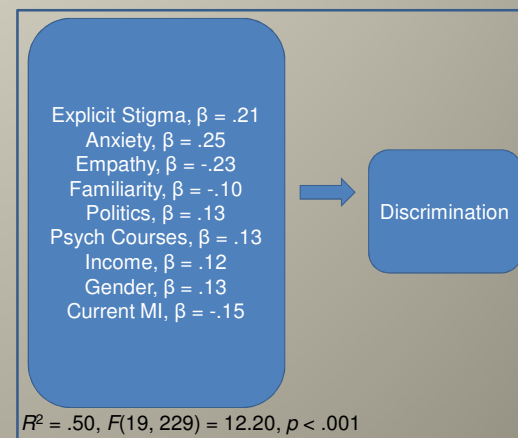 Explicit Stigma, β = .21
Anxiety, β = .25
Empathy, β = -.23
Familiarity, β = -.10
Politics, β = .13
Psych Courses, β = .13
Income, β = .12
Gender, β = .13
Current MI, β = -.15
Discrimination
R² = .50, F(19, 229) = 12.20, p < .001